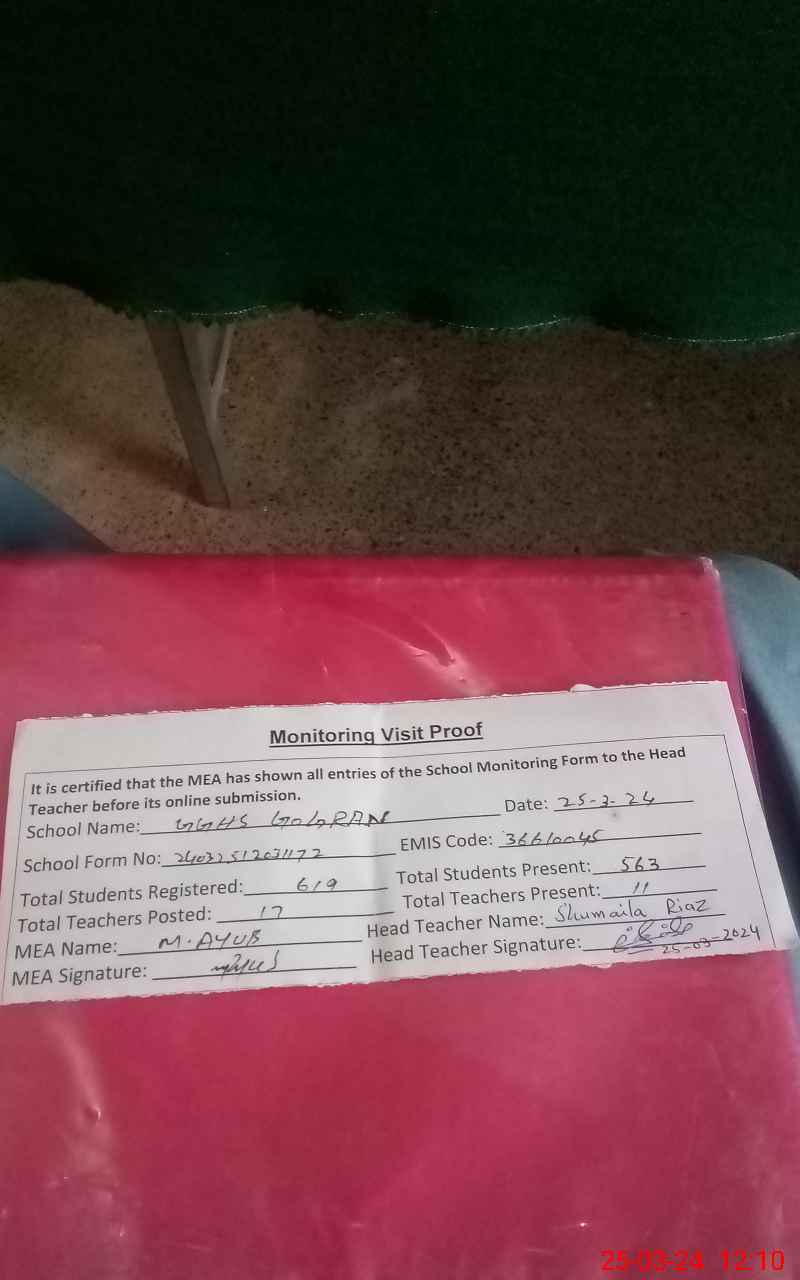 Monitoring Visit Proof
It is certified that the MEA has shown all entries of the School Monitoring Form to the Head
Teacher before its online submission.
School Name: GGHS GOLRAN Date: 25-3-24
School Form No: EMIS Code: 36610045
Total Students Registered: 619 Total Students Present: 563
Total Teachers Posted: 17 Total Teachers Present: 11
MEA Name: M.AYUB Head Teacher Name: Shumaila Riaz
MEA Signature: Head Teacher Signature: 25-03-2024
25-03-24 12:10